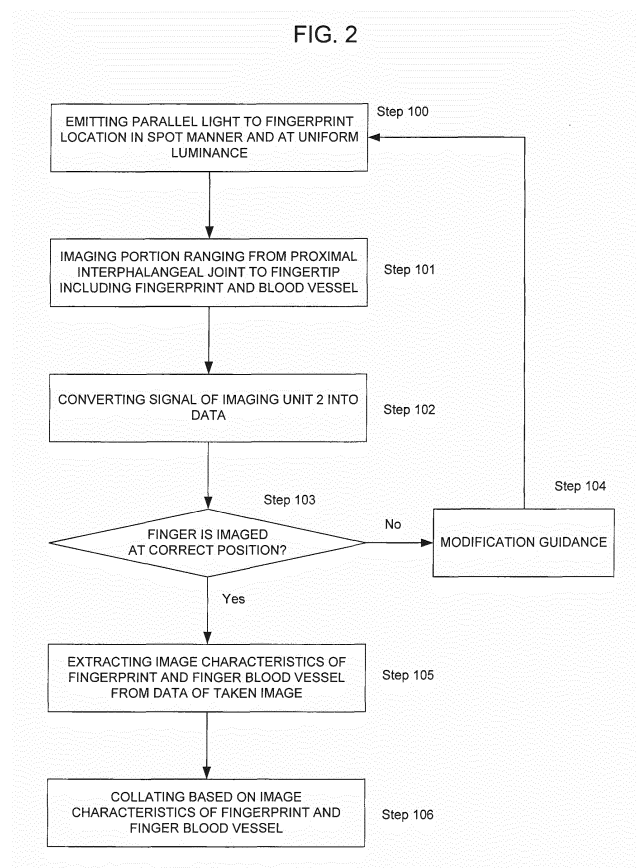 FIG. 2
Step 100
EMITTING PARALLEL LIGHT TO FINGERPRINT
LOCATION IN SPOT MANNER AND AT UNIFORM
LUMINANCE
IMAGING PORTION RANGING FROM PROXIMAL
INTERPHALANGEAL JOINT TO FINGERTIP
INCLUDING FINGERPRINT AND BLOOD VESSEL
Step 101
CONVERTING SIGNAL OF IMAGING UNIT 2 INTO
DATA
Step 102
Step 103
FINGER IS IMAGED
AT CORRECT POSITION?
No
Step 104
MODIFICATION GUIDANCE
Yes
EXTRACTING IMAGE CHARACTERISTICS OF
FINGERPRINT AND FINGER BLOOD VESSEL
FROM DATA OF TAKEN IMAGE
Step 105
COLLATING BASED ON IMAGE
CHARACTERISTICS OF FINGERPRINT AND
FINGER BLOOD VESSEL
Step 106